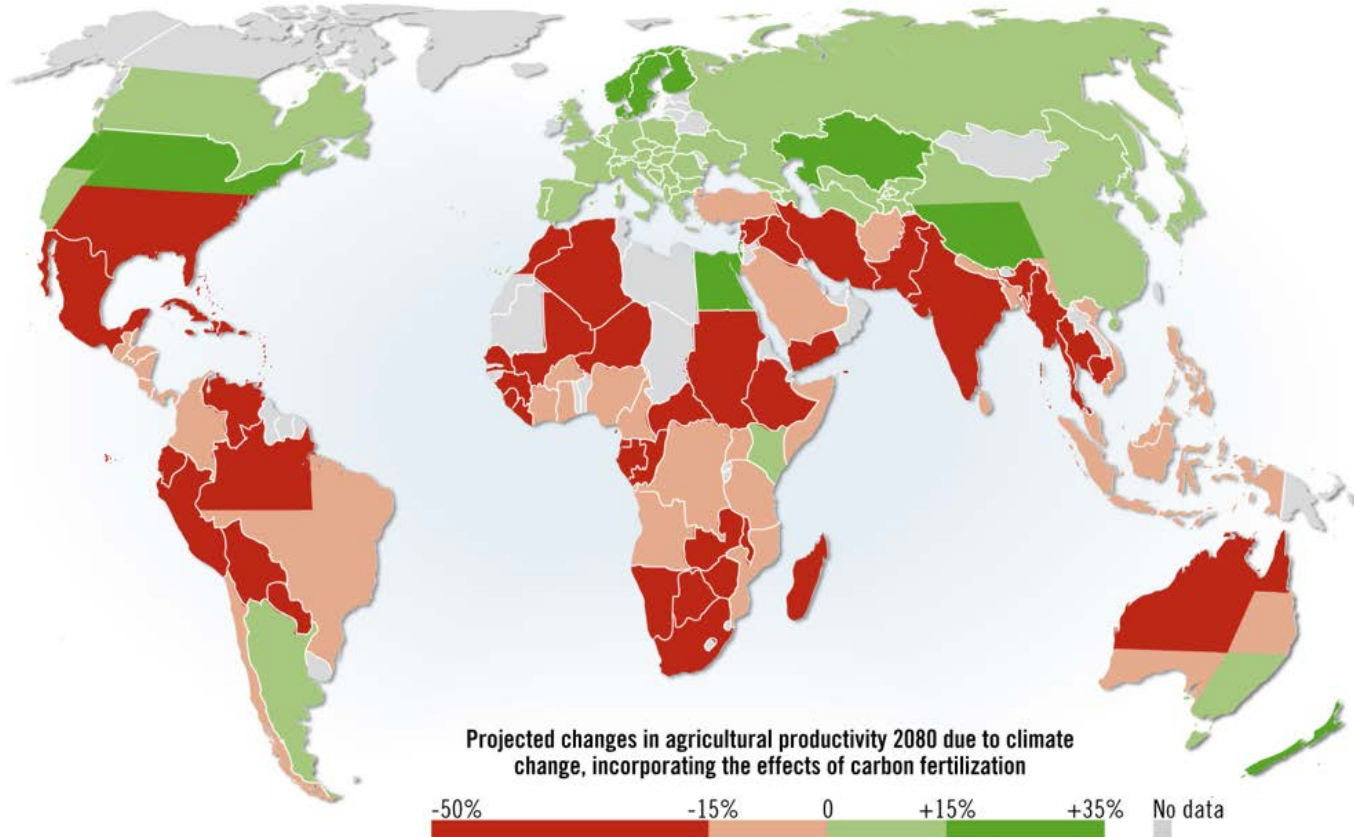 Projected changes in agricultural productivity 2080 due to climate
change, incorporating the effects of carbon fertilization
-50% -15% 0 +15% +35% No data